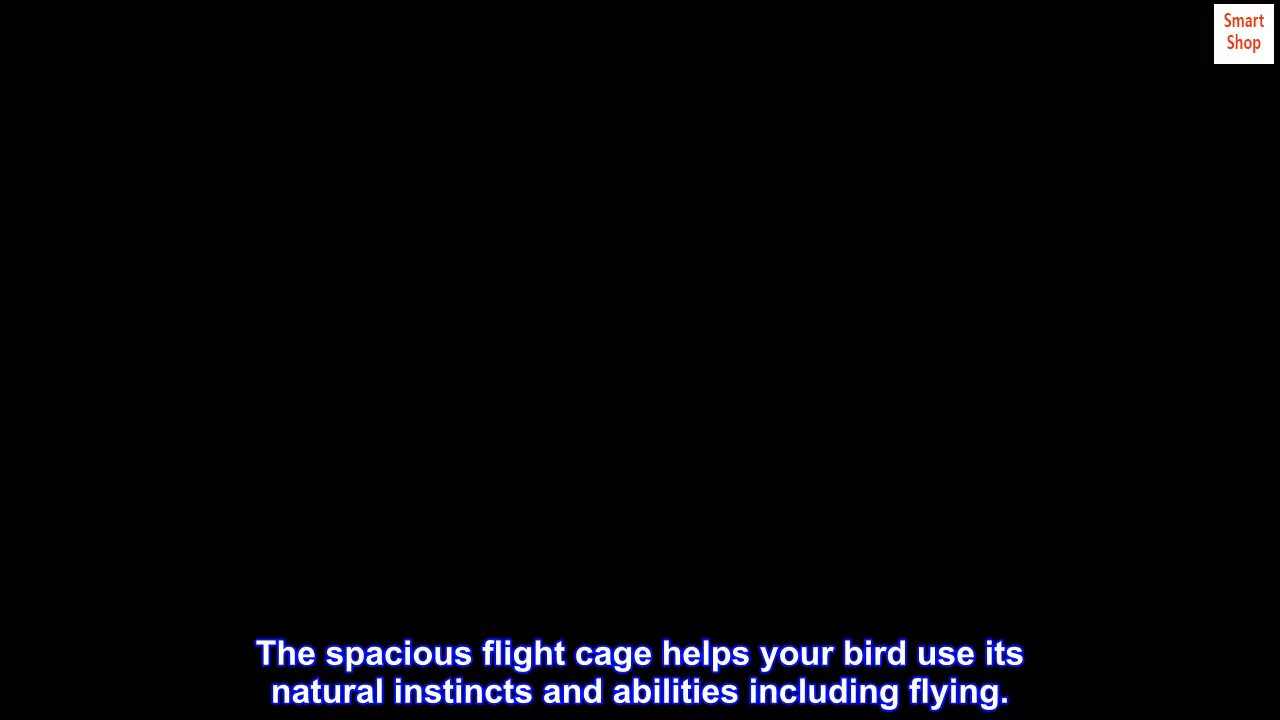 Smart
Shop
The spacious flight cage helps your bird use its
natural instincts and abilities including flying.